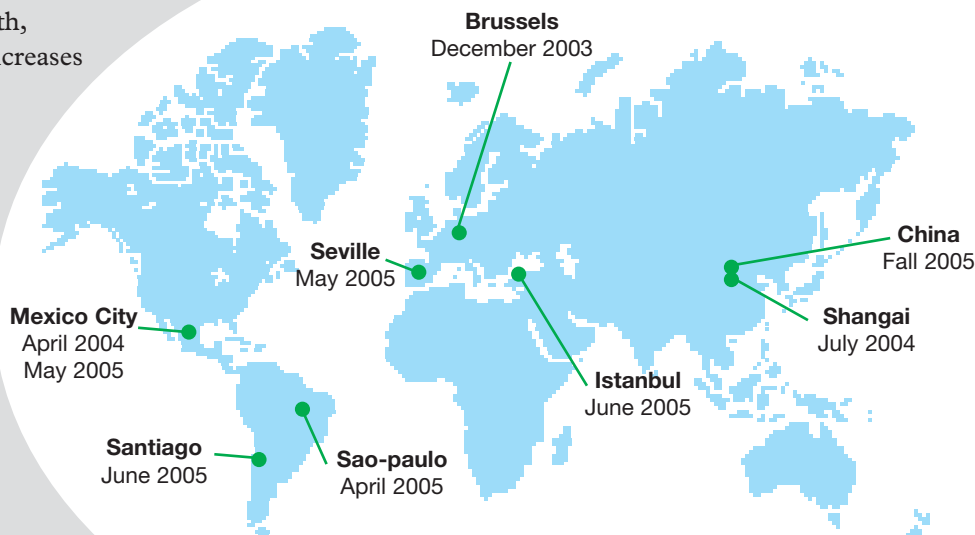 th,
creases
Brussels
December 2003
Seville
May 2005
China
Fall 2005
Mexico City
April 2004
May 2005
Shangai
July 2004
Istanbul
June 2005
Santiago
June 2005
Sao-paulo
April 2005